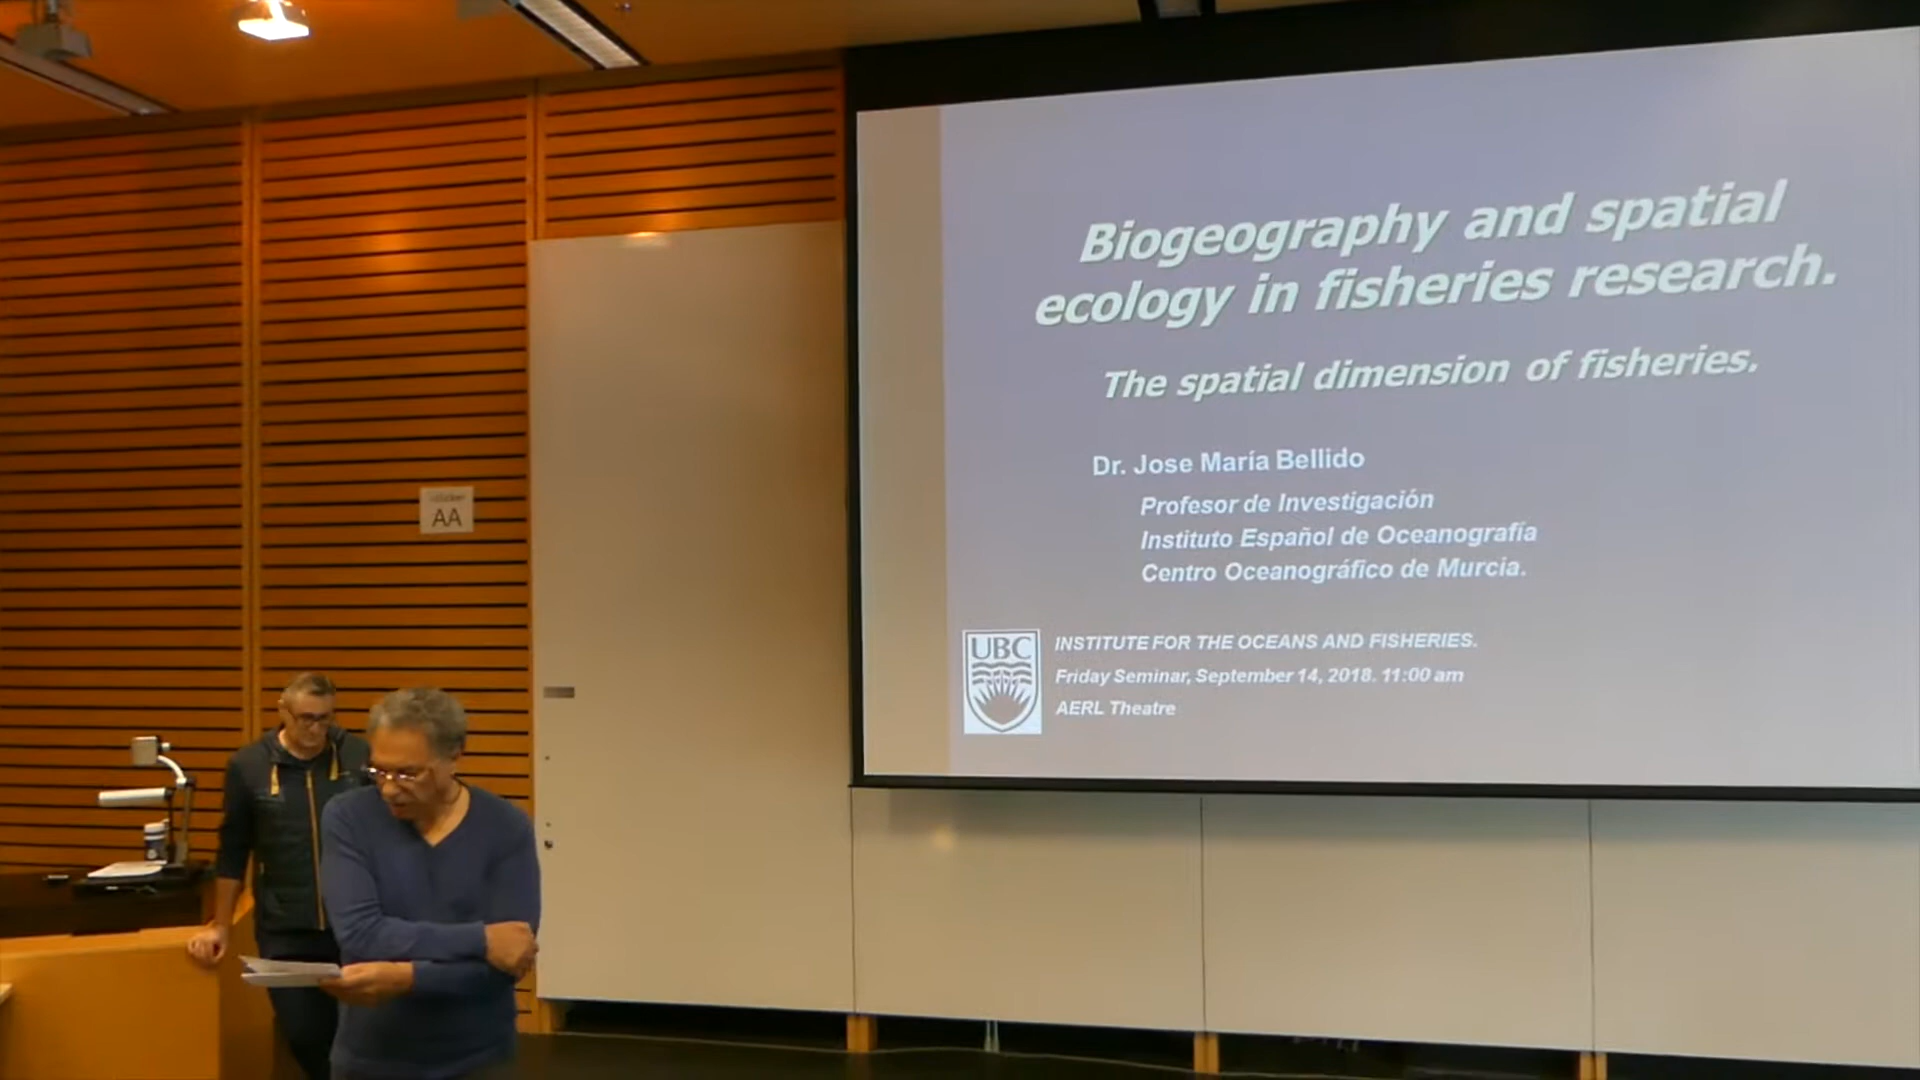 Biogeography and spatial
ecology in fisheries research.
The spatial dimension of fisheries.
Dr. Jose María Bellido
Profesor de Investigación
Instituto Español de Oceanografía
Centro Oceanográfico de Murcia.
UBC
INSTITUTE FOR THE OCEANS AND FISHERIES.
Friday Seminar, September 14, 2018. 11:00 am
AERL Theatre
AA